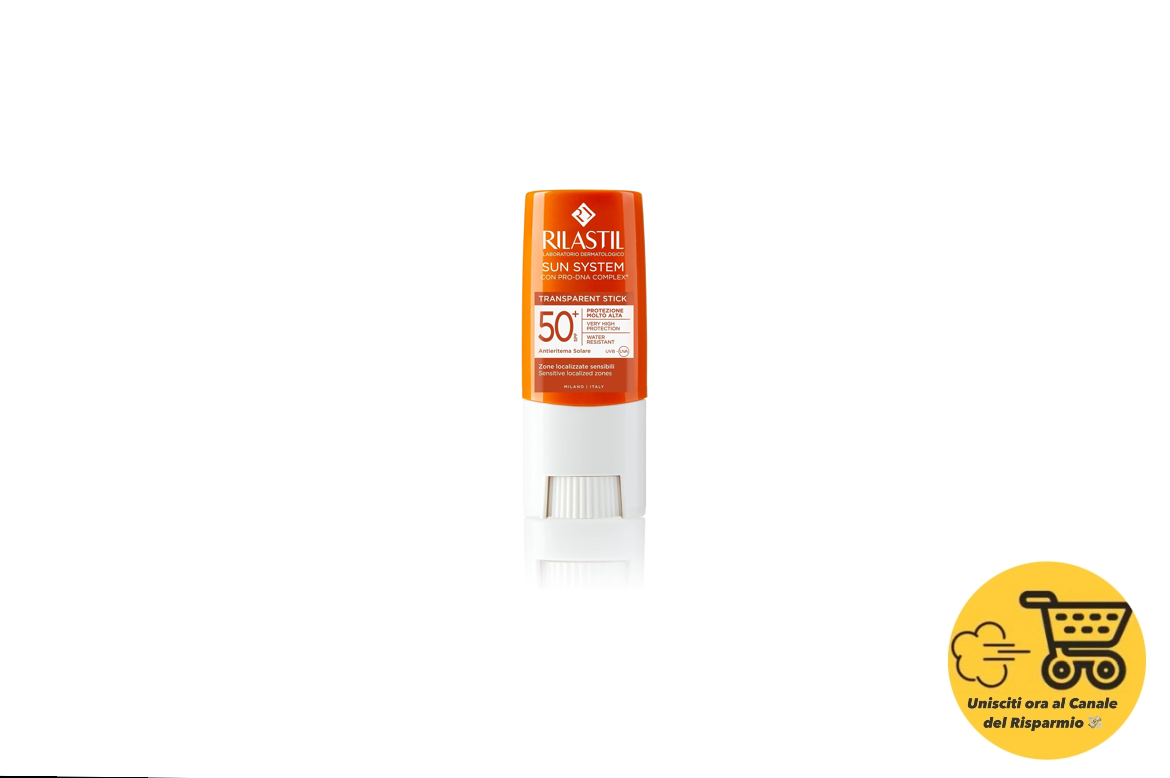 RILASTIL
LABORATORIO DERMATOLOGICO
SUN SYSTEM
CON PRO-DNA COMPLEX®
TRANSPARENT STICK
50+
SPF
PROTEZIONE
MOLTO ALTA
VERY HIGH
PROTECTION
WATER
RESISTANT
Antieritema Solare
UVB - UVA
Zone localizzate sensibili
Sensitive localized zones
MILANO | ITALY
Unisciti ora al Canale
del Risparmio 💸